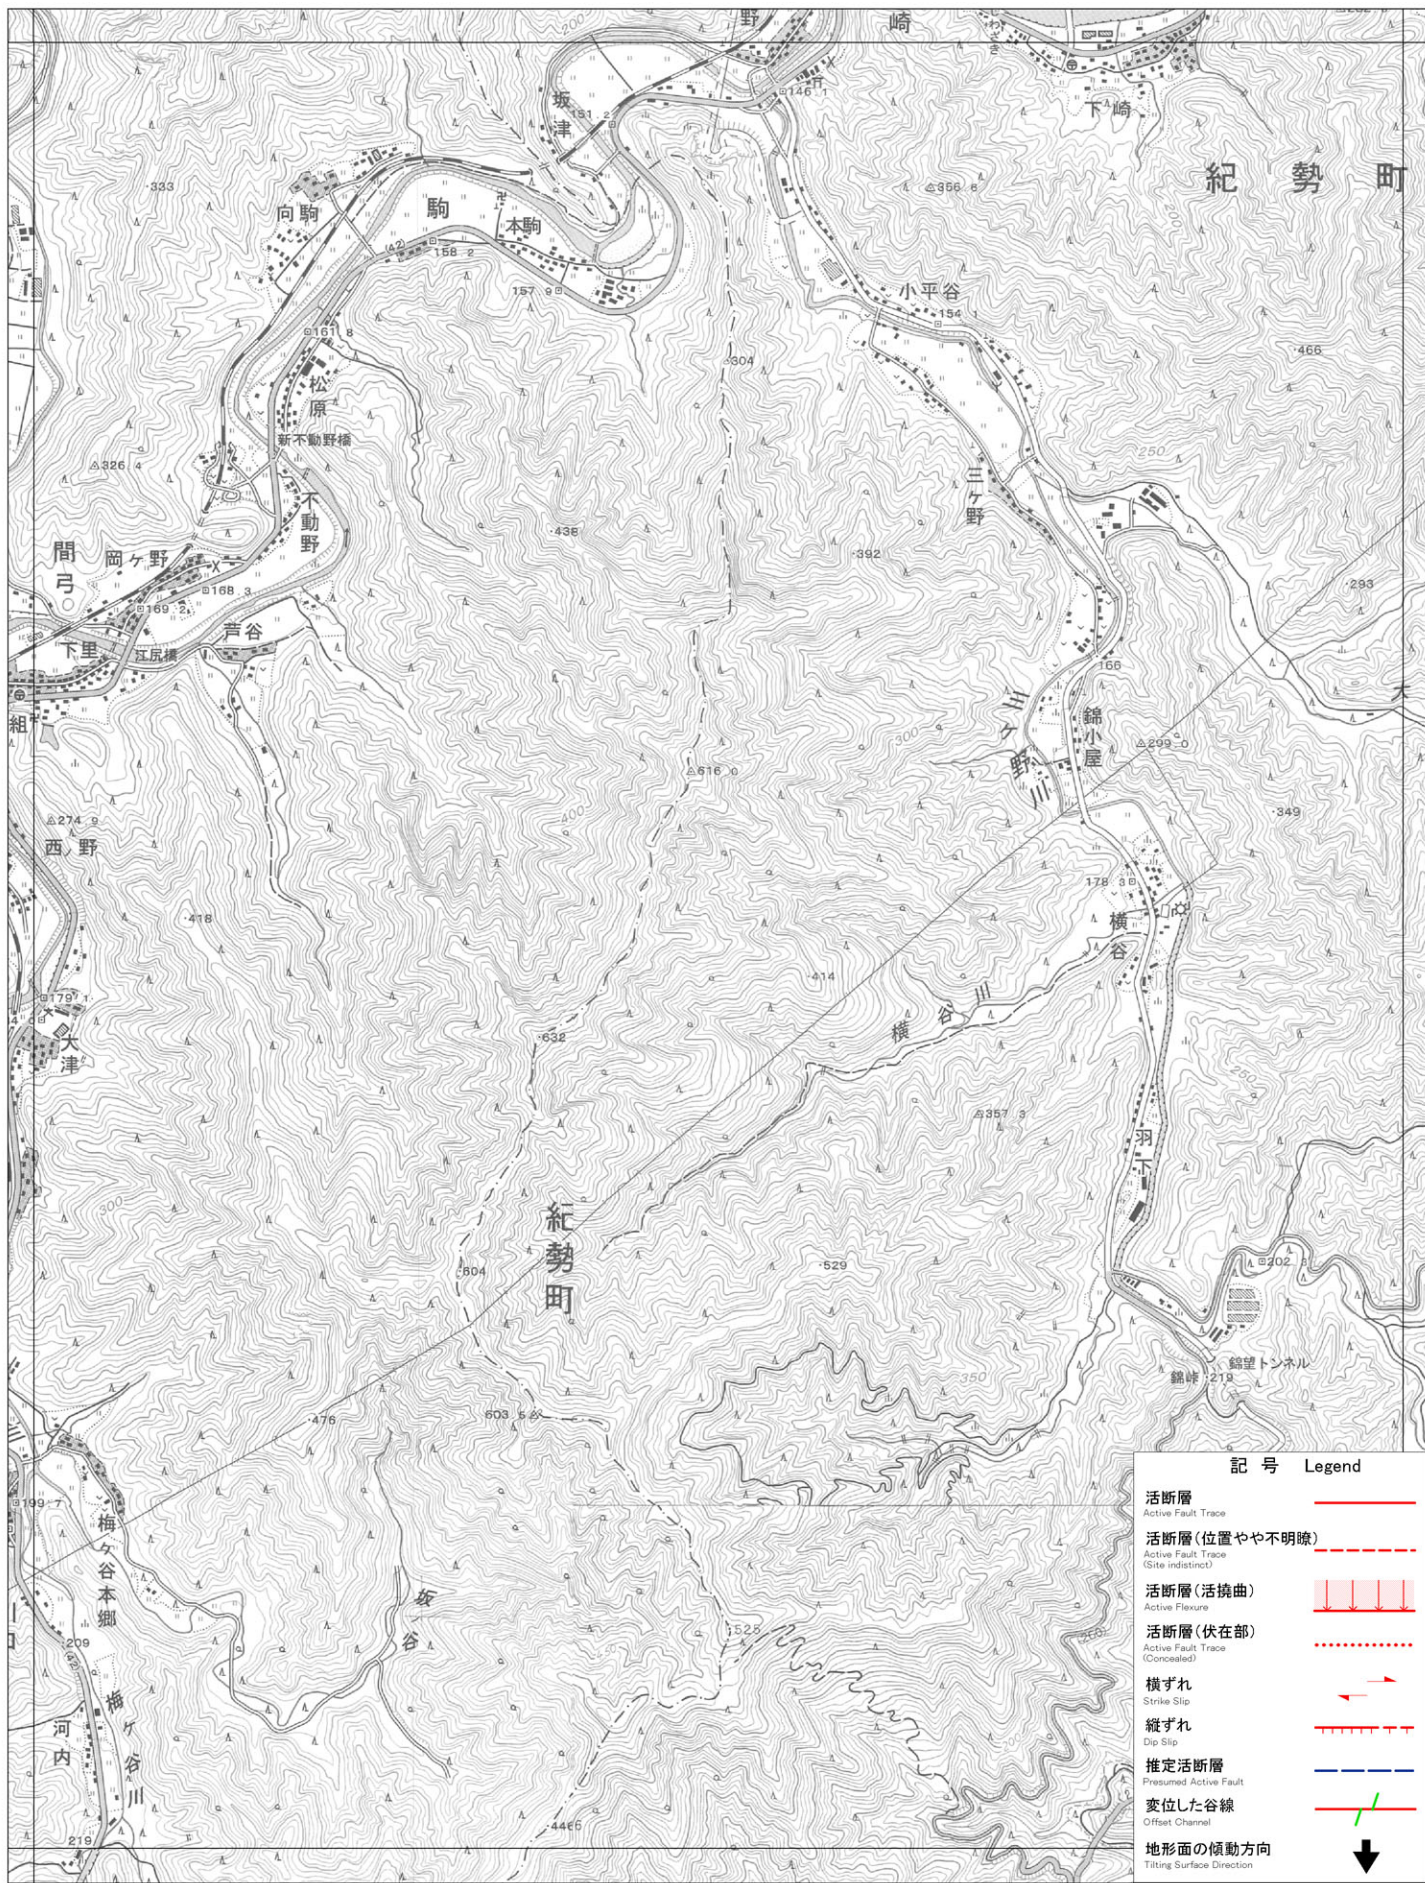 野
崎
坂津
151.2
146.1
下崎
紀勢町
333
356.6
向駒
駒
本駒
(42)
158.2
157.9
小平谷
154.1
161.8
304
466
松原
新不動野橋
326.4
250
三ヶ野
不動野
438
392
間弓
岡ヶ野
168.3
169.2
293
芦谷
下里
江尻橋
166
組
大
三ヶ野川
錦小屋
300
299.0
616.0
274.9
西ノ野
400
349
178.3
横谷
418
414
179.1
横谷川
大津
632
250
357.3
羽下
300
紀勢町
604
529
202.3
錦望トンネル
350
錦峠
219
603.5
476
199.7
梅ヶ谷本郷
坂谷
525
209
(42)
梅ヶ谷川
河内
219
記号 Legend
活断層
Active Fault Trace
活断層(位置やや不明瞭)
Active Fault Trace
(Site indistinct)
活断層(活撓曲)
Active Flexure
活断層(伏在部)
Active Fault Trace
(Concealed)
横ずれ
Strike Slip
縦ずれ
Dip Slip
推定活断層
Presumed Active Fault
変位した谷線
Offset Channel
地形面の傾動方向
Tilting Surface Direction